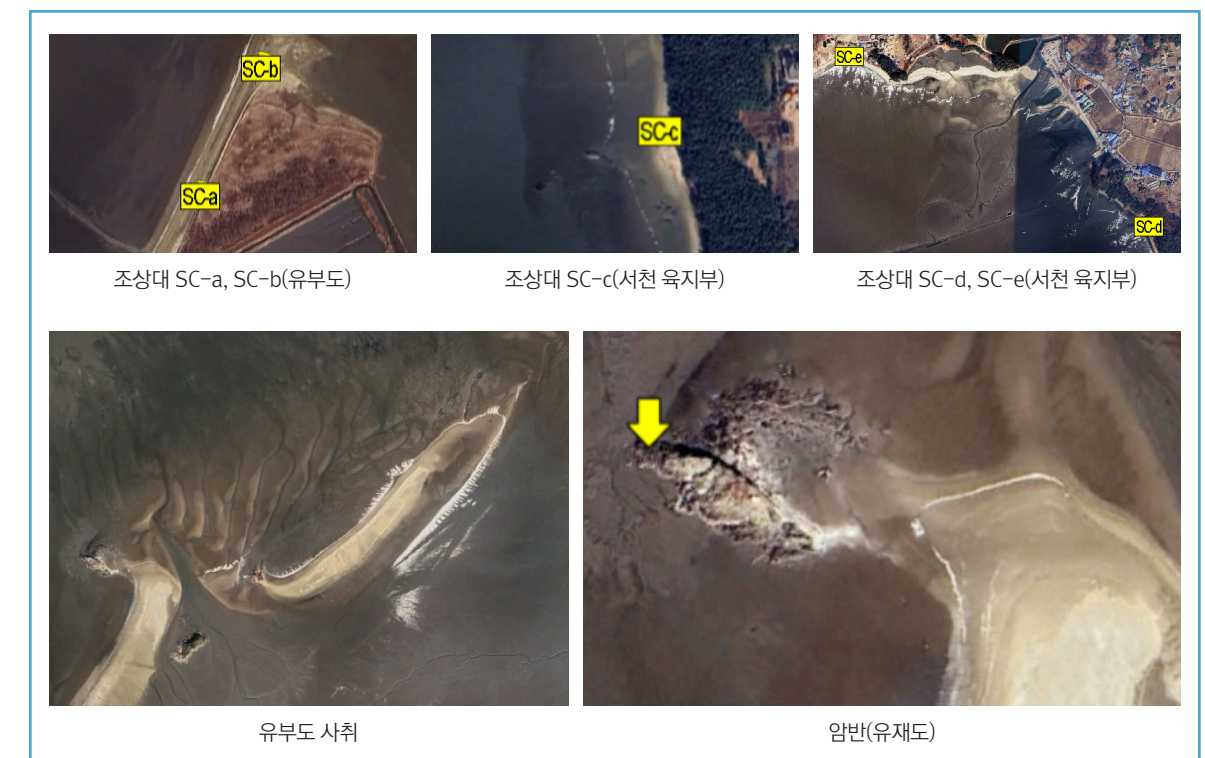 SC-b
SC-a
SC-c
SC-e
SC-d
조상대 SC-a, SC-b(유부도)
조상대 SC-c(서천 육지부)
조상대 SC-d, SC-e(서천 육지부)
유부도 사취
암반(유재도)